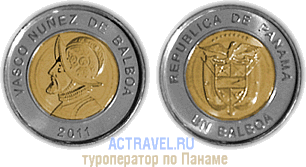 VASCO NUÑEZ DE BALBOA
2011
REPUBLICA DE PANAMA
UN BALBOA
ACTRAVEL.RU
туроператор по Панаме